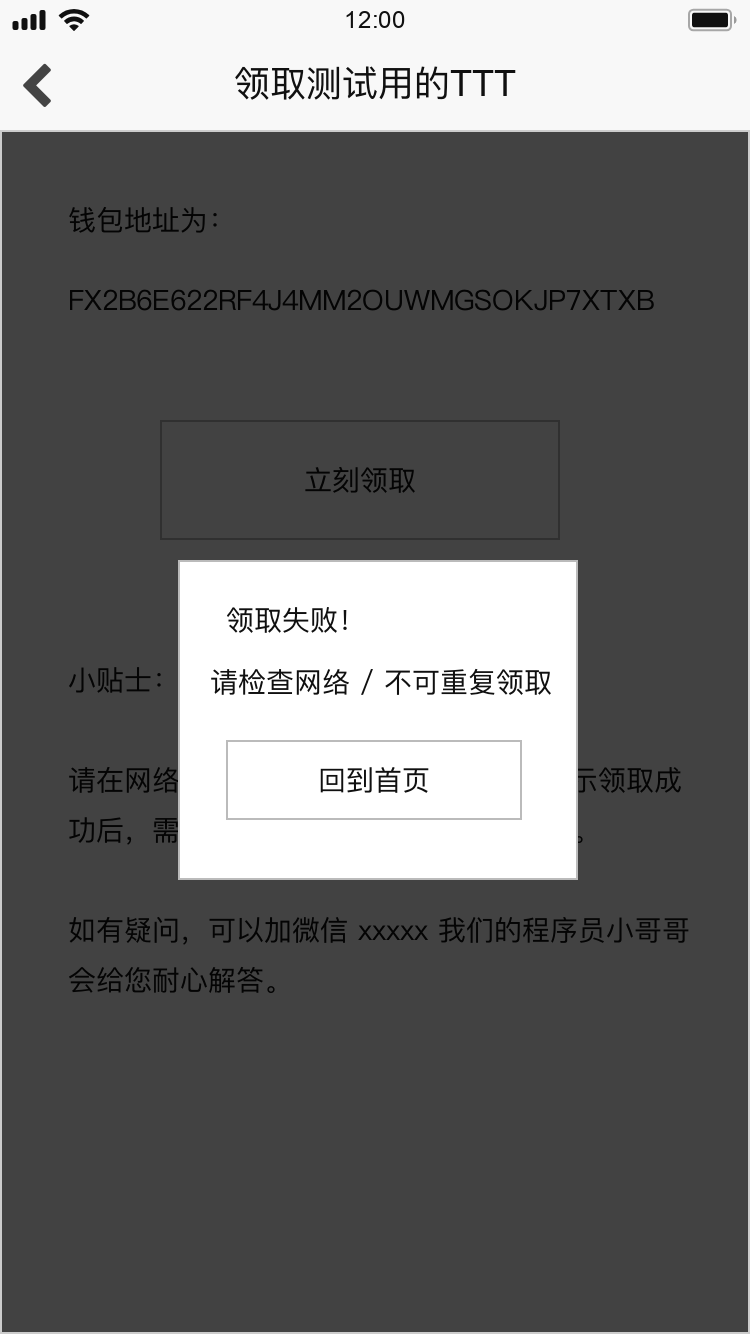 12:00
领取测试用的TTT
钱包地址为：
FX2B6E622RF4J4MM2OUWMGSOKJP7XTXB
立刻领取
领取失败！
请检查网络 / 不可重复领取
小贴士：
回到首页
请在网络 示领取成
功后，需 。
如有疑问，可以加微信 xxxxx 我们的程序员小哥哥
会给您耐心解答。